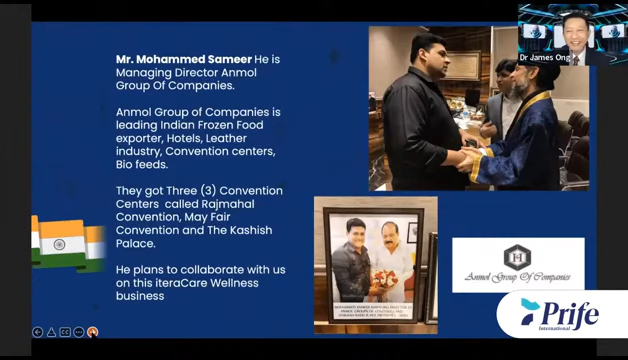 Mr. Mohammed Sameer He is
Managing Director Anmol
Group Of Companies.
Anmol Group of Companies is
leading Indian Frozen Food
exporter, Hotels, Leather
industry, Convention centers,
Bio feeds.
They got Three (3) Convention
Centers called Rajmahal
Convention, May Fair
Convention and The Kashish
Palace.
He plans to collaborate with us
on this iteraCare Wellness
business
Dr James Ong
H
Anmol Group Of Companies
Prife
International
CC